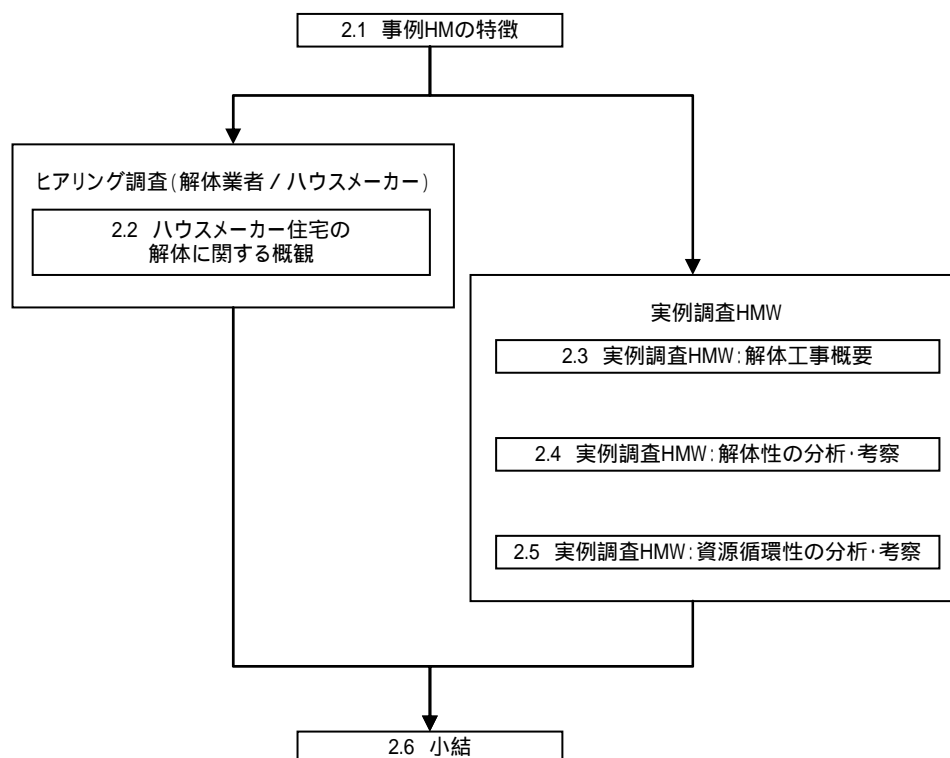 2.1 事例HMの特徴
ヒアリング調査(解体業者 / ハウスメーカー)
2.2 ハウスメーカー住宅の
解体に関する概観
実例調査HMW
2.3 実例調査HMW:解体工事概要
2.4 実例調査HMW:解体性の分析・考察
2.5 実例調査HMW:資源循環性の分析・考察
2.6 小結